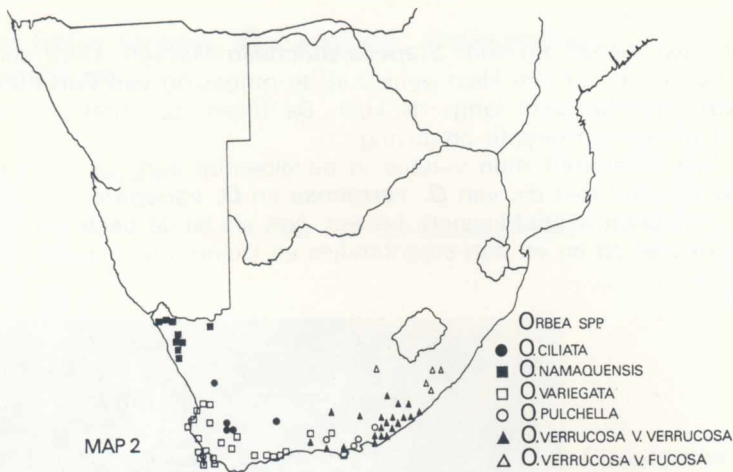 ORBEA SPP
O.CILIATA
O.NAMAQUENSIS
O.VARIEGATA
O.PULCHELLA
O.VERRUCOSA V. VERRUCOSA
O.VERRUCOSA V. FUCOSA
MAP 2